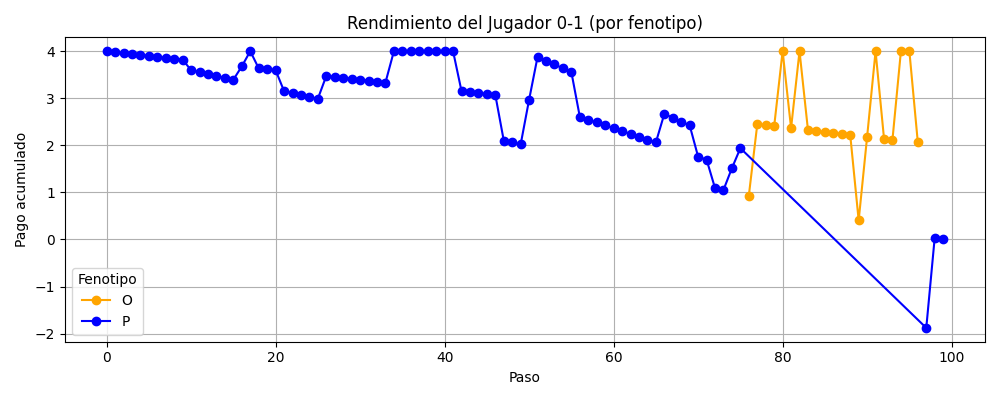 Rendimiento del Jugador 0-1 (por fenotipo)
Pago acumulado
4
3
2
1
0
−1
−2
Fenotipo
O
P
0
20
40
60
80
100
Paso